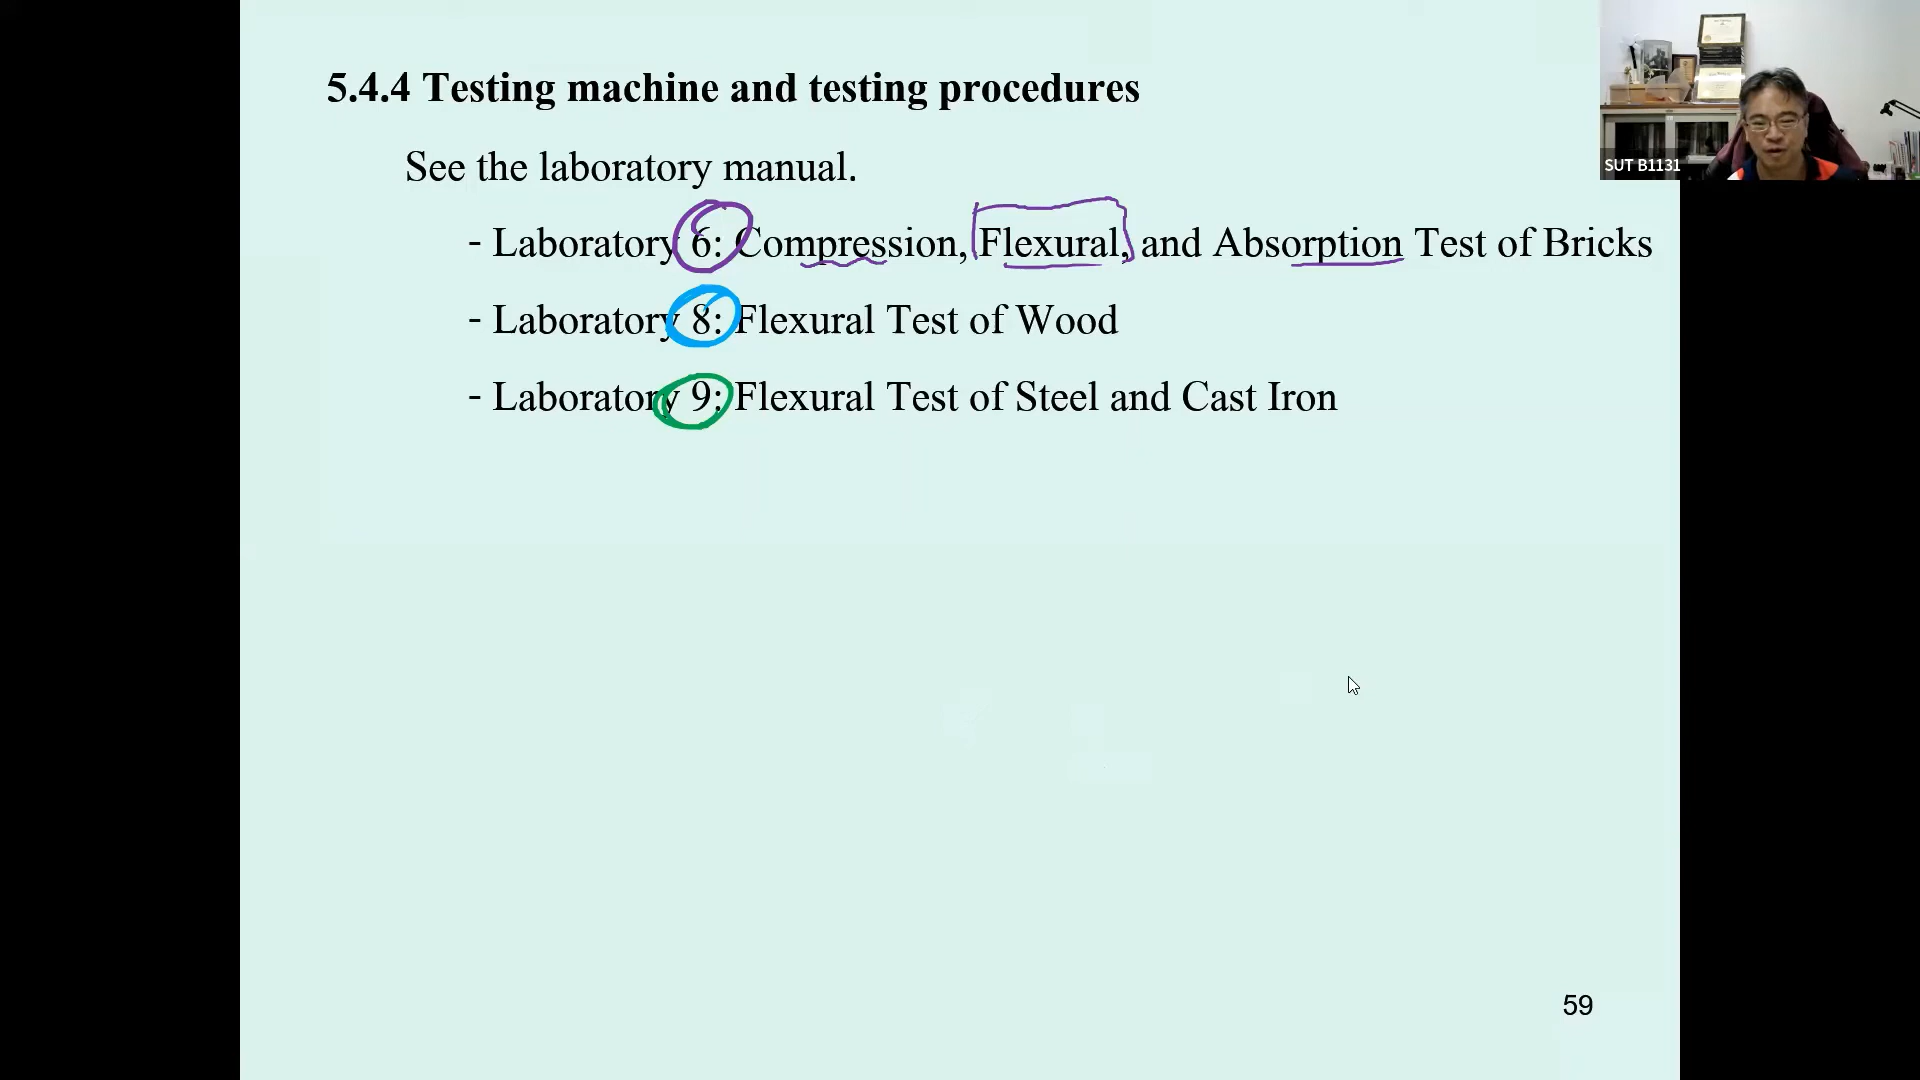 5.4.4 Testing machine and testing procedures
SUT B1131
See the laboratory manual.
- Laboratory 6: Compression, Flexural, and Absorption Test of Bricks
- Laboratory 8: Flexural Test of Wood
- Laboratory 9: Flexural Test of Steel and Cast Iron
59